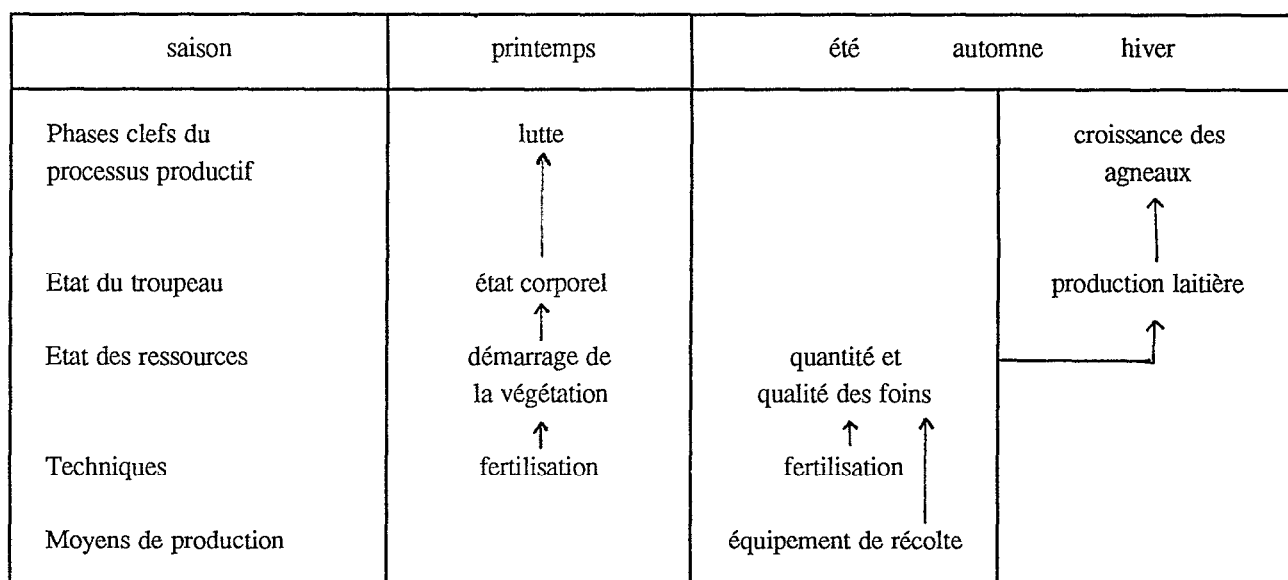 saison printemps été automne hiver
Phases clefs du lutte croissance des
processus productif agneaux
Etat du troupeau état corporel production laitière
Etat des ressources démarrage de quantité et
la végétation qualité des foins
Techniques fertilisation fertilisation
Moyens de production équipement de récolte